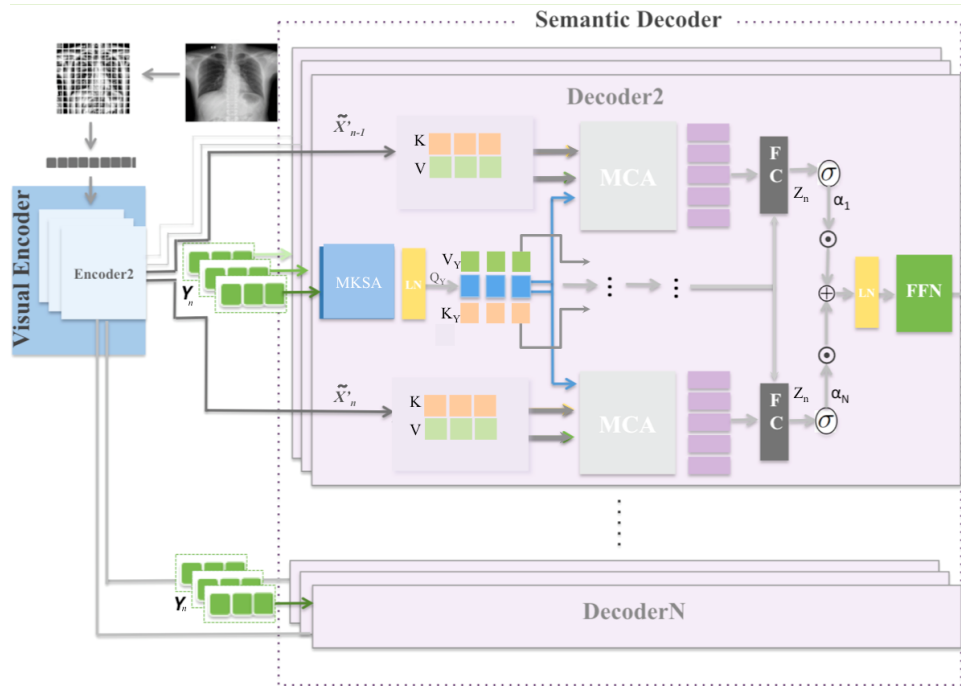 Semantic Decoder
Decoder2
X̃'n-1
K
V
MCA
F
C
Zn
σ
α1
Visual Encoder
Encoder2
Yn
MKSA
LN
QY
VY
KY
LN
FFN
X̃'n
K
V
MCA
F
C
Zn
σ
αN
Yn
DecoderN